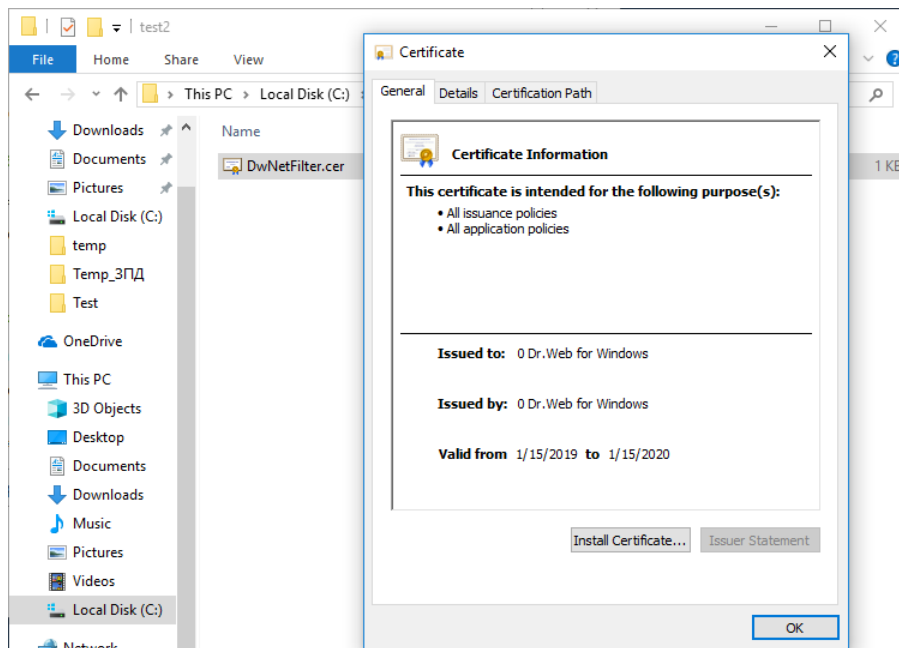 test2
File Home Share View
This PC > Local Disk (C:)
Downloads
Documents
Pictures
Local Disk (C:)
temp
Temp_ЗПД
Test
OneDrive
This PC
3D Objects
Desktop
Documents
Downloads
Music
Pictures
Videos
Local Disk (C:)
Network
Name
DwNetFilter.cer
1 KB
Certificate
General Details Certification Path
Certificate Information
This certificate is intended for the following purpose(s):
• All issuance policies
• All application policies
Issued to: 0 Dr.Web for Windows
Issued by: 0 Dr.Web for Windows
Valid from 1/15/2019 to 1/15/2020
Install Certificate... Issuer Statement
OK